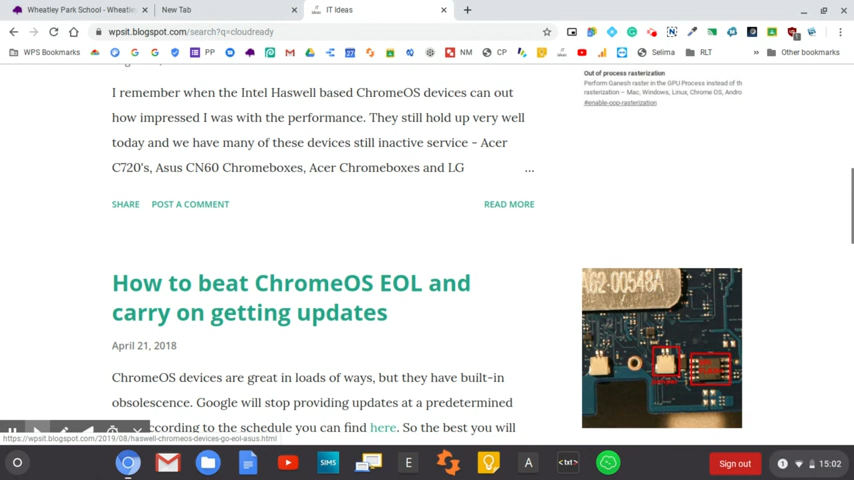 Wheatley Park School - Wheatley
New Tab
IT Ideas
wpsit.blogspot.com/search?q=cloudready
WPS Bookmarks
PP
NM
CP
Selima
RLT
Other bookmarks
I remember when the Intel Haswell based ChromeOS devices can out
how impressed I was with the performance. They still hold up very well
today and we have many of these devices still inactive service - Acer
C720's, Asus CN60 Chromeboxes, Acer Chromeboxes and LG ...
SHARE
POST A COMMENT
READ MORE
Out of process rasterization
Perform Ganesh raster in the GPU Process instead of th
rasterization – Mac, Windows, Linux, Chrome OS, Andro
#enable-oop-rasterization
How to beat ChromeOS EOL and
carry on getting updates
April 21, 2018
ChromeOS devices are great in loads of ways, but they have built-in
obsolescence. Google will stop providing updates at a predetermined
ccording to the schedule you can find here. So the best you will
A62-00548A
https://wpsit.blogspot.com/2019/08/haswell-chromeos-devices-go-eol-asus.html
SIMS
E
A
<txt>
Sign out
1
15:02